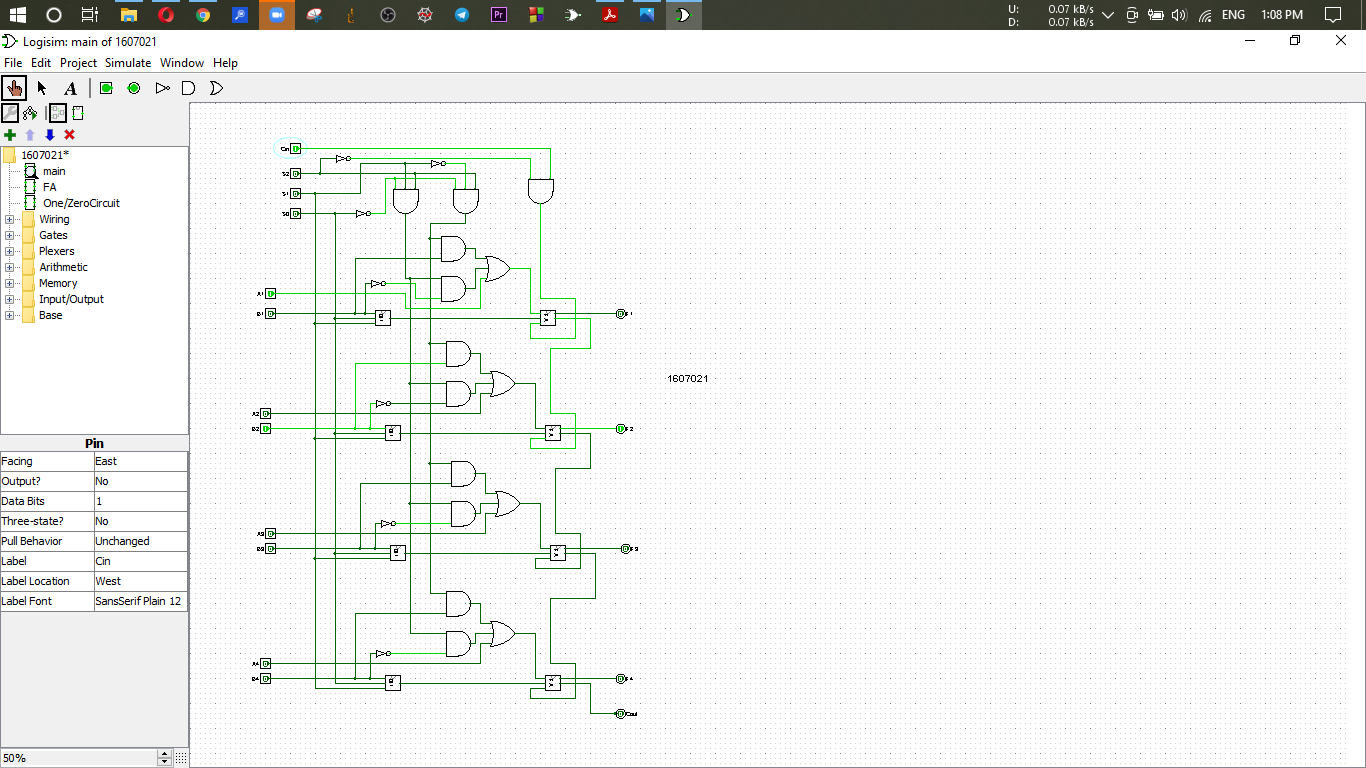 U: 0.07 kB/s
D: 0.07 kB/s
ENG 1:08 PM
Logisim: main of 1607021
File Edit Project Simulate Window Help
A
1607021*
main
FA
One/ZeroCircuit
Wiring
Gates
Plexers
Arithmetic
Memory
Input/Output
Base
Pin
Facing East
Output? No
Data Bits 1
Three-state? No
Pull Behavior Unchanged
Label Cin
Label Location West
Label Font SansSerif Plain 12
50%
Cin
S2
S1
S0
A1
B1
F1
1607021
A2
B2
F2
A3
B3
F3
A4
B4
F4
Cout